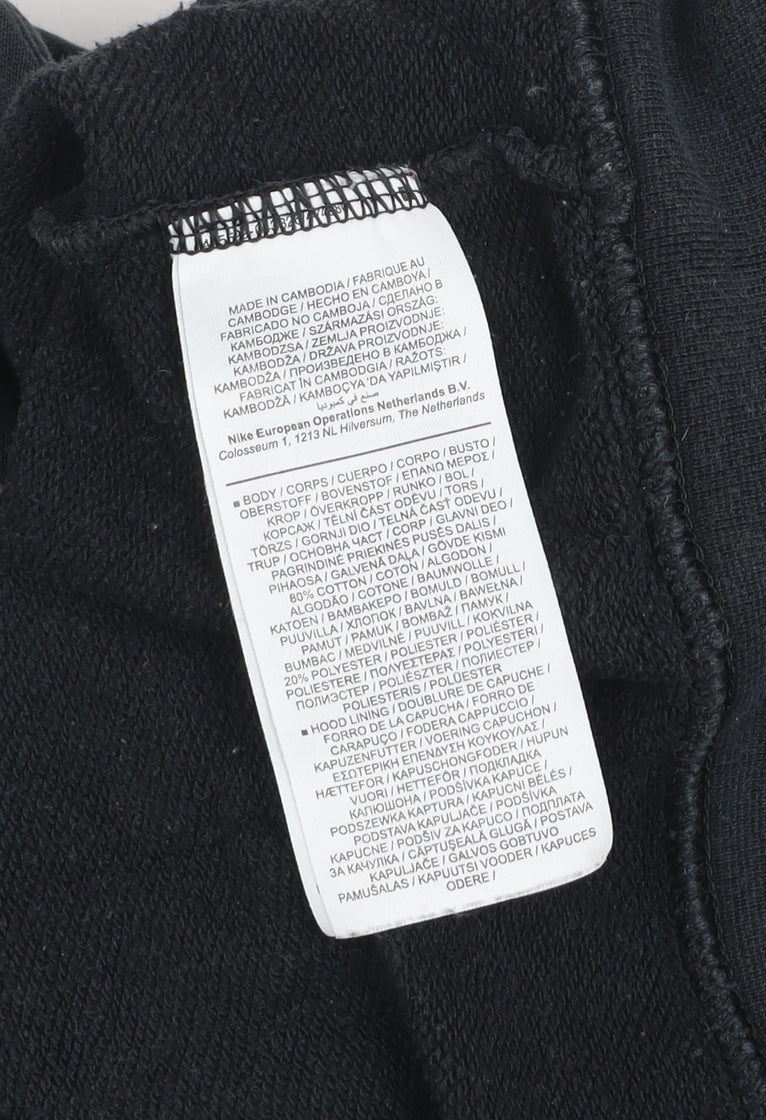 MADE IN CAMBODIA / FABRIQUE AU
CAMBODGE / HECHO EN CAMBOYA /
FABRICADO NO CAMBOJA / СДЕЛАНО В
КАМБОДЖЕ / SZÁRMAZÁSI ORSZÁG:
KAMBODZSA / ZEMLJA PROIZVODNJE:
KAMBODŽA / DRŽAVA PROIZVODNJE:
KAMBODŽA / ПРОИЗВЕДЕНО В КАМБОДЖА /
FABRICAT ÎN CAMBODGIA / RAŽOTS:
KAMBODŽĀ / KAMBOÇYA 'DA YAPILMIŞTIR /
صنع في كمبوديا
Nike European Operations Netherlands B.V.
Colosseum 1, 1213 NL Hilversum, The Netherlands
■ BODY / CORPS / CUERPO / CORPO / BUSTO /
OBERSTOFF / BOVENSTOF / ΕΠΑΝΩ ΜΕΡΟΣ /
KROP / ÖVERKROPP / RUNKO / BOL /
КОРСАЖ / TĚLNÍ ČÁST ODĚVU / TÖRS /
TÖRZS / GORNJI DIO / TELNÁ ČASŤ ODEVU /
TRUP / ОСНОВНА ЧАСТ / CORP / GLAVNI DEO /
PAGRINDINĖ PRIEKINĖS PUSĖS DALIS /
PIHAOSA / GALVENĀ DAĻA / GÖVDE KISMI
80% COTTON / COTON / ALGODÓN /
ALGODÃO / COTONE / BAUMWOLLE /
KATOEN / ΒΑΜΒΑΚΕΡΟ / BOMULD / BOMULL /
PUUVILLA / ХЛОПОК / BAVLNA / BAWEŁNA /
PAMUT / PAMUK / BOMBAŽ / ПАМУК /
BUMBAC / MEDVILNĖ / PUUVILL / KOKVILNA
20% POLYESTER / POLIESTER / POLIÉSTER /
POLIESTERE / ΠΟΛΥΕΣΤΕΡΑΣ / POLYESTERI /
ПОЛИЭСТЕР / POLIÉSZTER / ПОЛИЕСТЕР /
POLIESTERIS / POLÜESTER
■ HOOD LINING / DOUBLURE DE CAPUCHE /
FORRO DE LA CAPUCHA / FORRO DE
CARAPUÇO / FODERA CAPPUCCIO /
KAPUZENFUTTER / VOERING CAPUCHON /
ΕΣΩΤΕΡΙΚΗ ΕΠΕΝΔΥΣΗ ΚΟΥΚΟΥΛΑΣ /
HÆTTEFOR / KAPUSCHONGFODER / HUPUN
VUORI / HETTEFÔR / ПОДКЛАДКА
КАПЮШОНА / PODŠÍVKA KAPUCE /
PODSZEWKA KAPTURA / KAPUCNI BÉLÉS /
PODSTAVA KAPULJAČE / PODŠÍVKA
KAPUCNE / PODŠIV ZA KAPUCO / ПОДПЛАТА
ЗА КАЧУЛКА / CĂPTUŞEALĂ GLUGĂ / POSTAVA
KAPULJAČE / GALVOS GOBTUVO
PAMUŠALAS / KAPUUTSI VOODER / KAPUCES
ODERE /